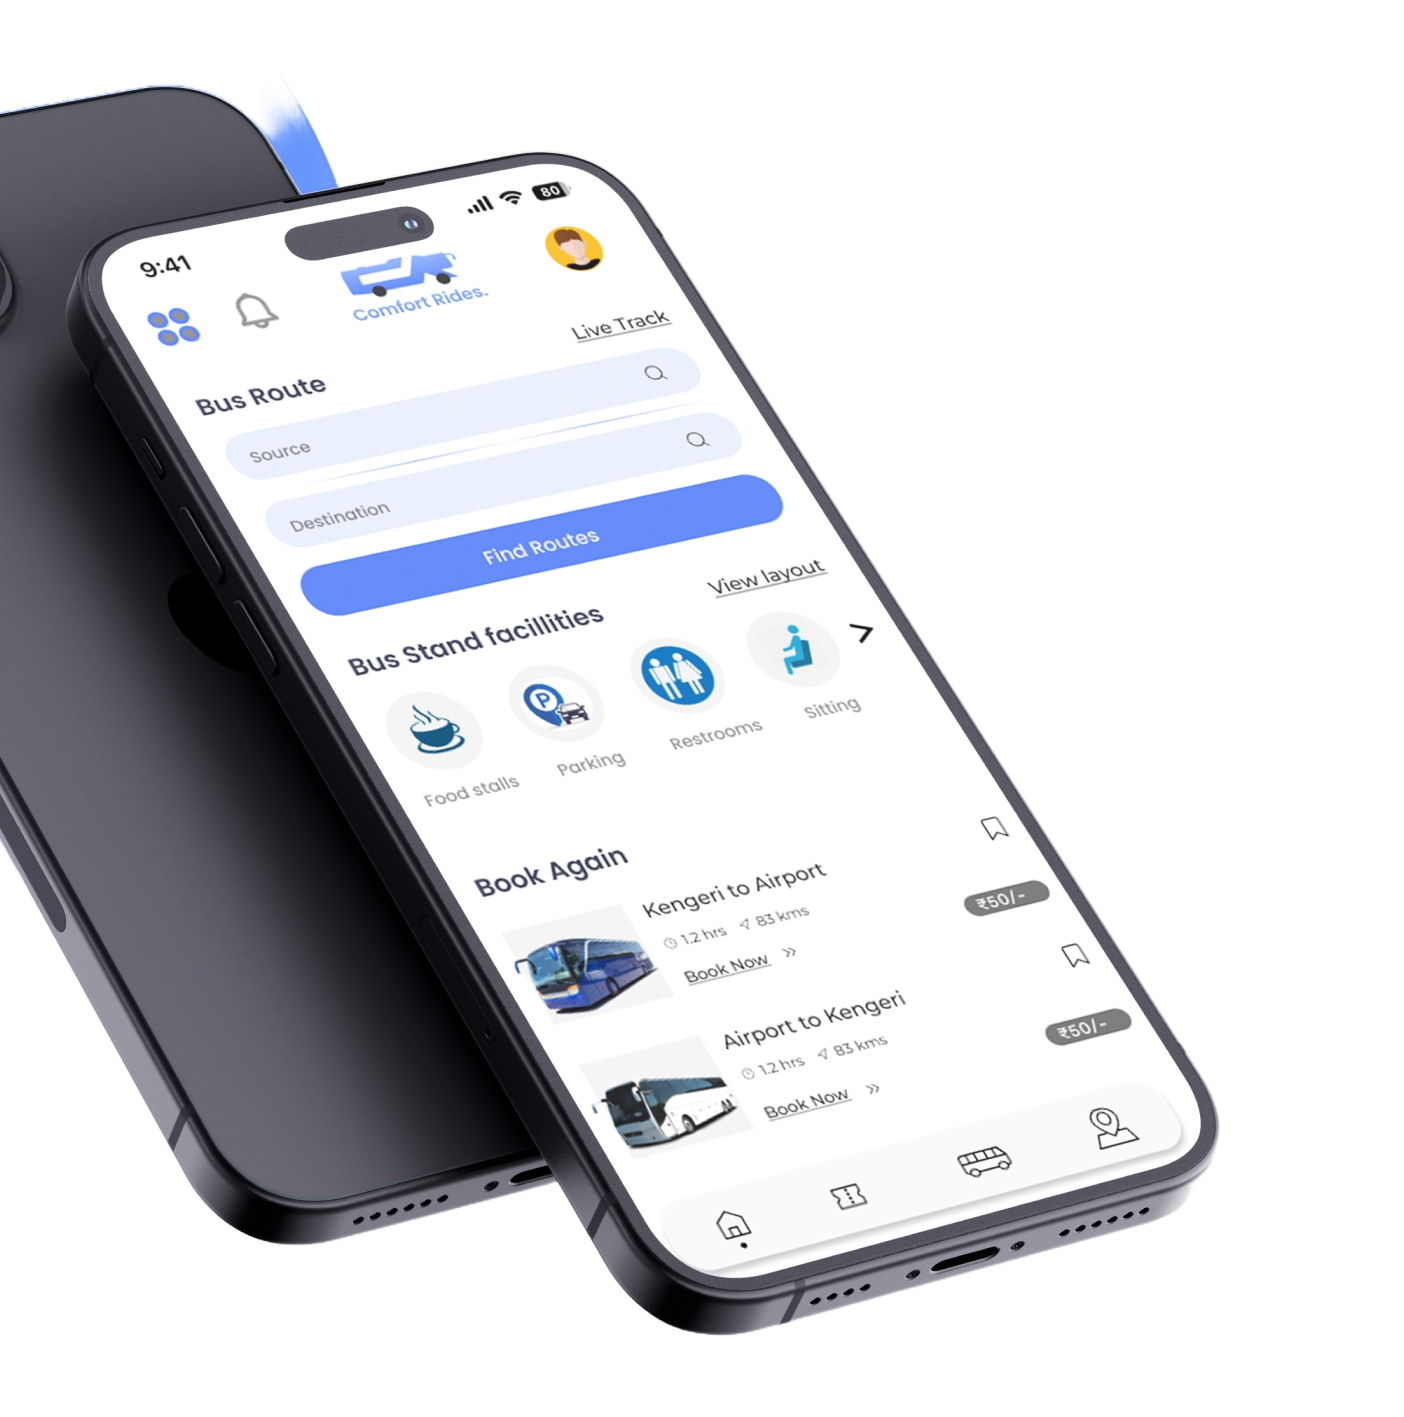 9:41
80
Comfort Rides.
Live Track
Bus Route
Source
Destination
Find Routes
View layout
Bus Stand facillities
P
Food stalls
Parking
Restrooms
Sitting
>
Book Again
Kengeri to Airport
1.2 hrs 83 kms
₹50/-
Book Now >>
Airport to Kengeri
1.2 hrs 83 kms
₹50/-
Book Now >>